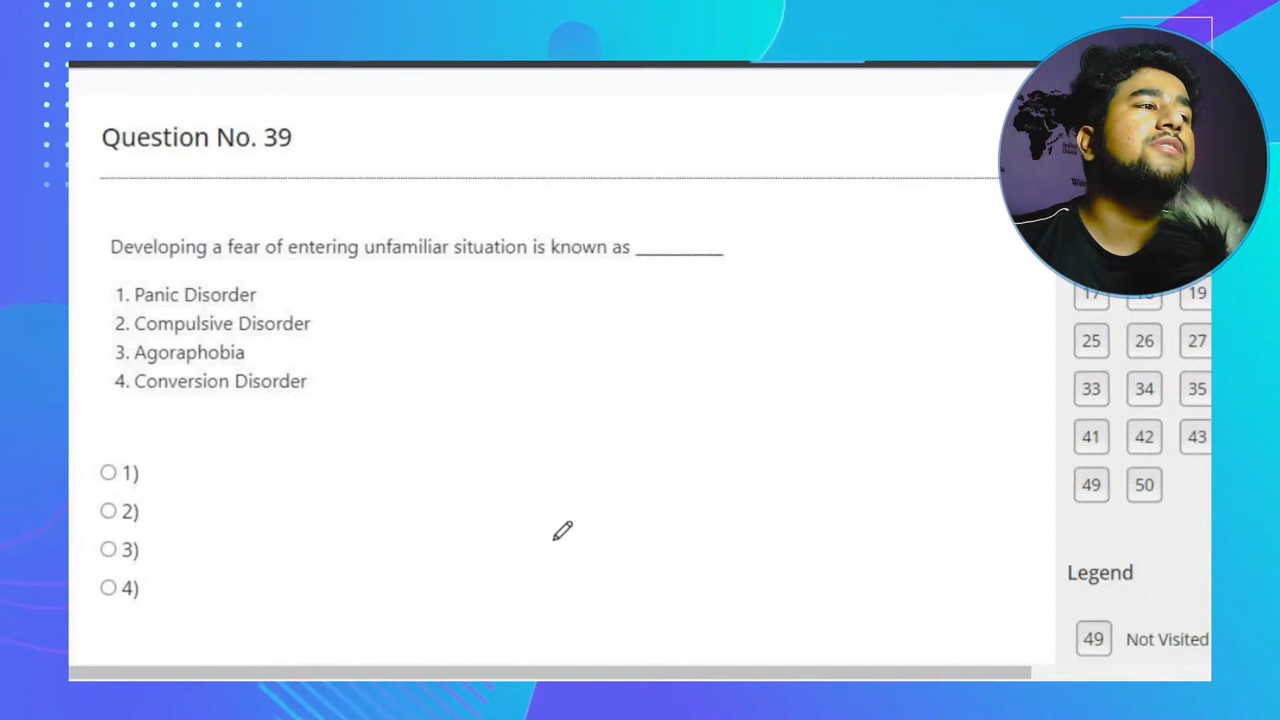 Question No. 39
Developing a fear of entering unfamiliar situation is known as __________
1. Panic Disorder
2. Compulsive Disorder
3. Agoraphobia
4. Conversion Disorder
1)
2)
3)
4)
17 18 19
25 26 27
33 34 35
41 42 43
49 50
Legend
49 Not Visited